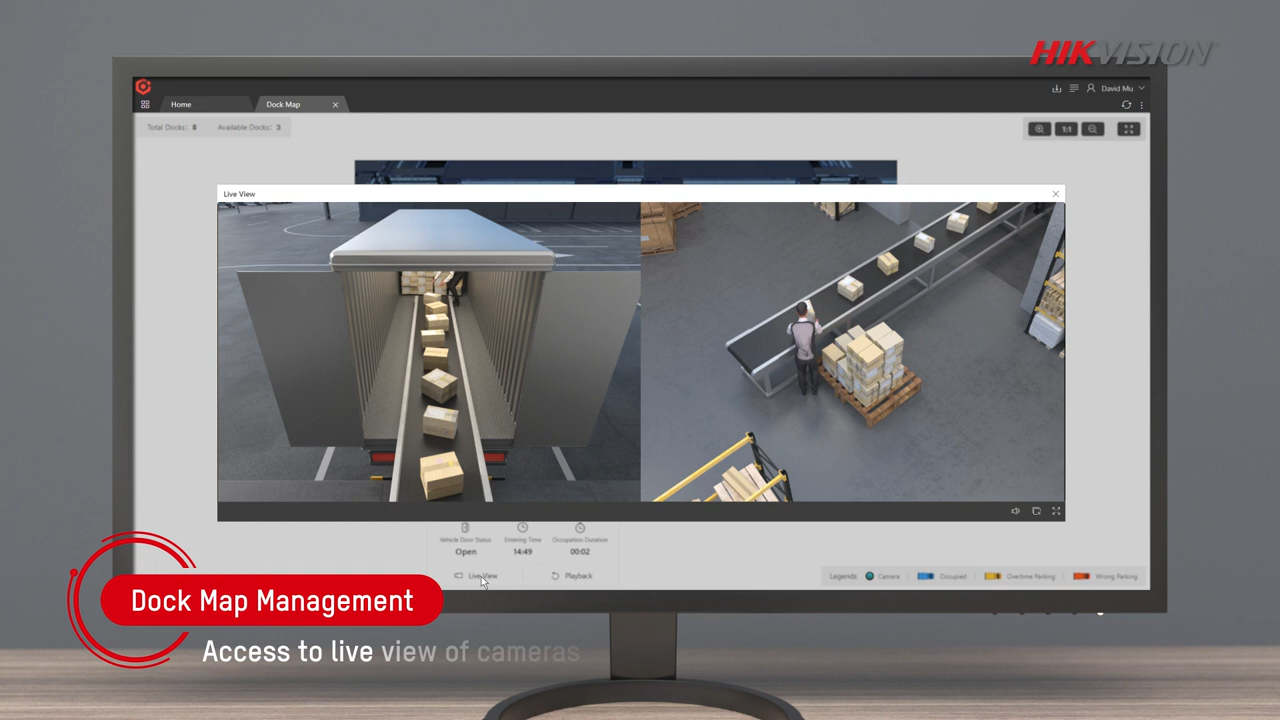 HIKVISION
David Mu
Home
Dock Map
Total Docks: 8
Available Docks: 3
1:1
Live View
Vehicle Door Status
Entering Time
Occupation Duration
Open
14:49
00:02
Live View
Playback
Legends
Camera
Occupied
Overtime Parking
Wrong Parking
Dock Map Management
Access to live view of cameras